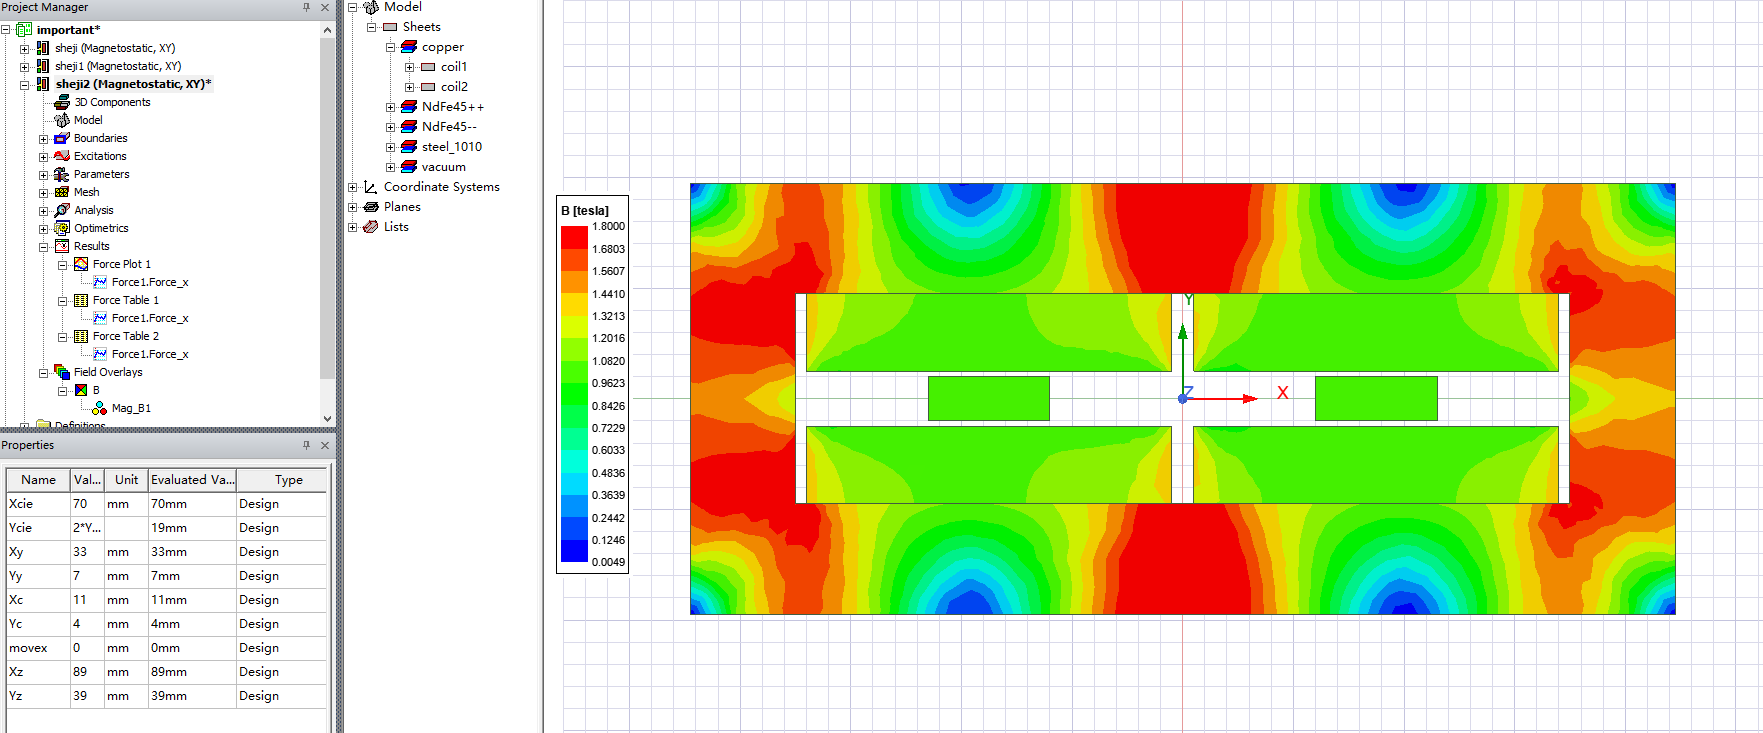 Project Manager
important*
sheji (Magnetostatic, XY)
sheji1 (Magnetostatic, XY)
sheji2 (Magnetostatic, XY)*
3D Components
Model
Boundaries
Excitations
Parameters
Mesh
Analysis
Optimetrics
Results
Force Plot 1
Force1.Force_x
Force Table 1
Force1.Force_x
Force Table 2
Force1.Force_x
Field Overlays
B
Mag_B1
Definitions
Properties
Name Val... Unit Evaluated Va... Type
Xcie 70 mm 70mm Design
Ycie 2*Y... 19mm Design
Xy 33 mm 33mm Design
Yy 7 mm 7mm Design
Xc 11 mm 11mm Design
Yc 4 mm 4mm Design
movex 0 mm 0mm Design
Xz 89 mm 89mm Design
Yz 39 mm 39mm Design
Model
Sheets
copper
coil1
coil2
NdFe45++
NdFe45--
steel_1010
vacuum
Coordinate Systems
Planes
Lists
B [tesla]
1.8000
1.6803
1.5607
1.4410
1.3213
1.2016
1.0820
0.9623
0.8426
0.7229
0.6033
0.4836
0.3639
0.2442
0.1246
0.0049
Y
Z
X